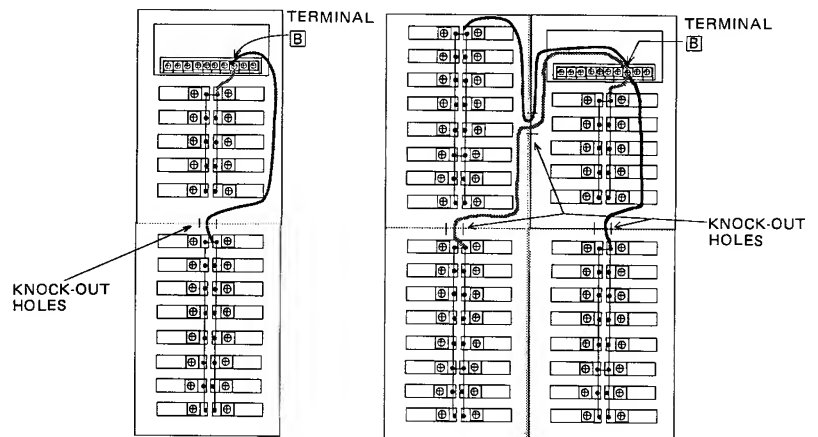 TERMINAL
B
KNOCK-OUT
HOLES
TERMINAL
B
KNOCK-OUT
HOLES